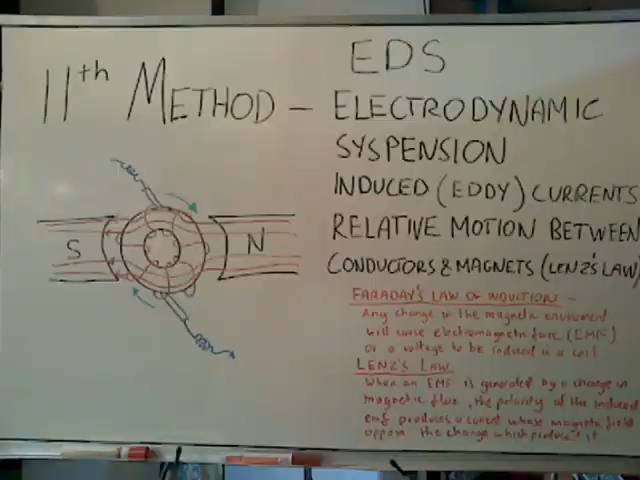 EDS
11th METHOD - ELECTRODYNAMIC
SYSPENSION
INDUCED (EDDY) CURRENTS
RELATIVE MOTION BETWEEN
CONDUCTORS & MAGNETS (LENZ'S LAW)
S
N
FARADAY'S LAW OF INDUTION -
Any change in the magnetic enviroment
will cause electromagnetic force (EMF)
or a voltage to be induced in a coil
LENZ'S LAW
When an EMF is generated by a change in
magnetic flux, the polarity of the induced
emf produces a current whose magnetic field
oppose the change which produces it